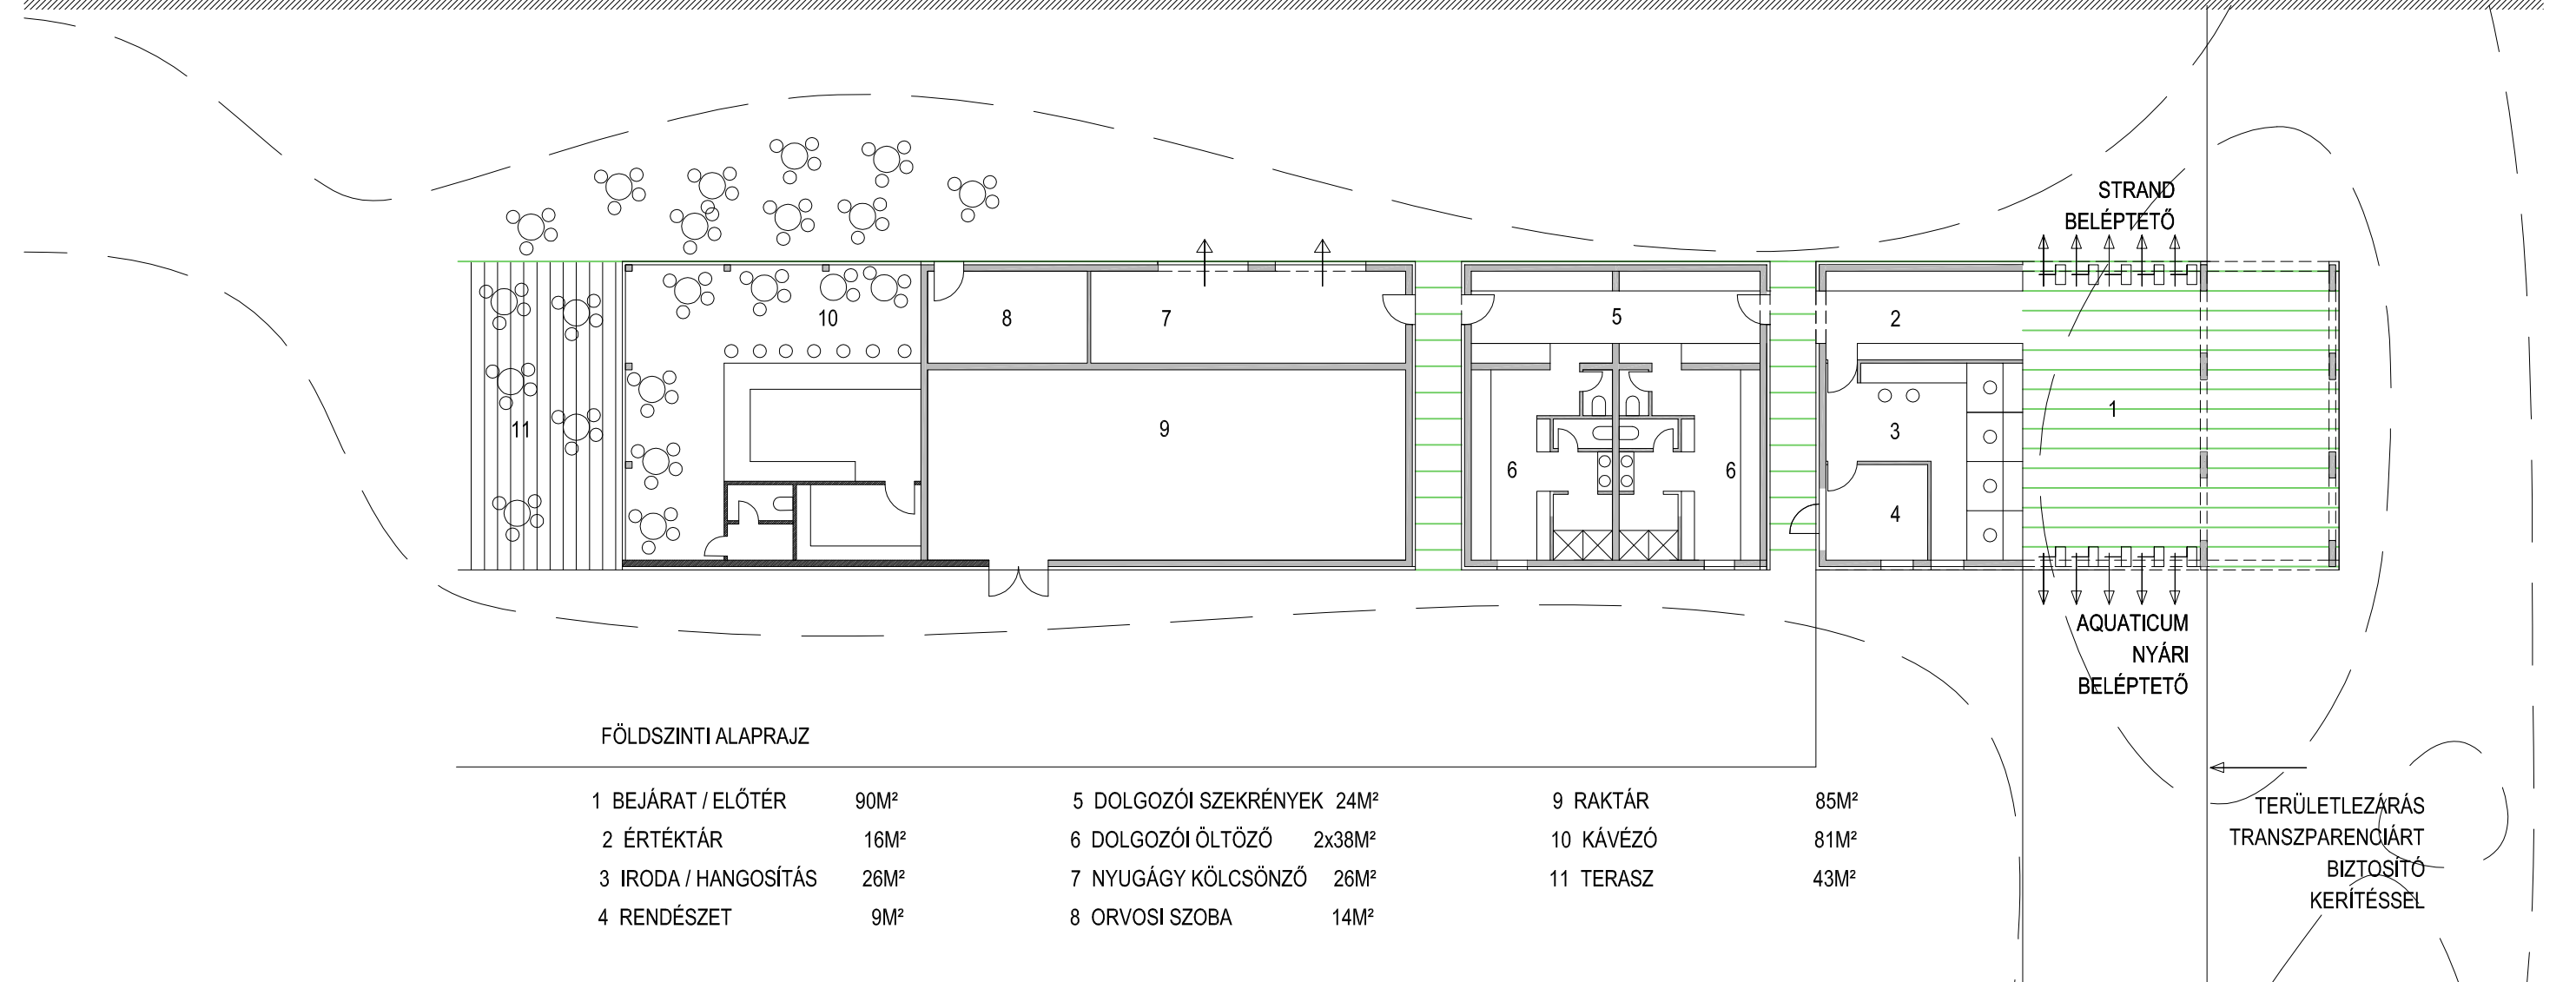 STRAND
BELÉPTETŐ
10
8
7
5
2
1
11
9
3
6
6
4
AQUATICUM
NYÁRI
BELÉPTETŐ
FÖLDSZINTI ALAPRAJZ
1 BEJÁRAT / ELŐTÉR 90M²
2 ÉRTÉKTÁR 16M²
3 IRODA / HANGOSÍTÁS 26M²
4 RENDÉSZET 9M²
5 DOLGOZÓI SZEKRÉNYEK 24M²
6 DOLGOZÓI ÖLTÖZŐ 2x38M²
7 NYUGÁGY KÖLCSÖNZŐ 26M²
8 ORVOSI SZOBA 14M²
9 RAKTÁR 85M²
10 KÁVÉZÓ 81M²
11 TERASZ 43M²
TERÜLETLEZÁRÁS
TRANSZPARENCIÁRT
BIZTOSÍTÓ
KERÍTÉSSEL